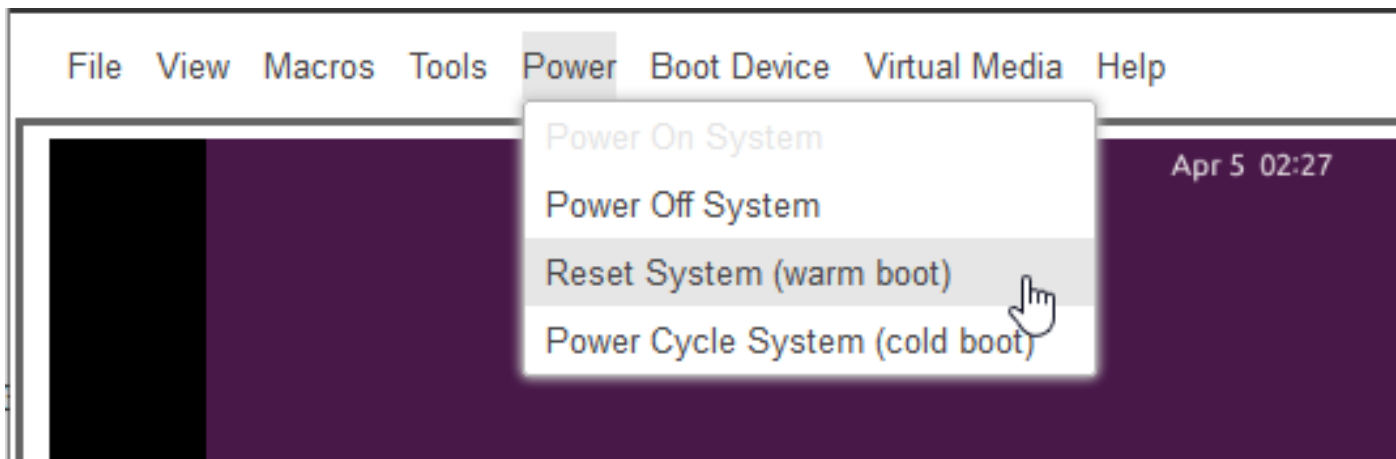 File View Macros Tools Power Boot Device Virtual Media Help
Power On System
Apr 5 02:27
Power Off System
Reset System (warm boot)
Power Cycle System (cold boot)